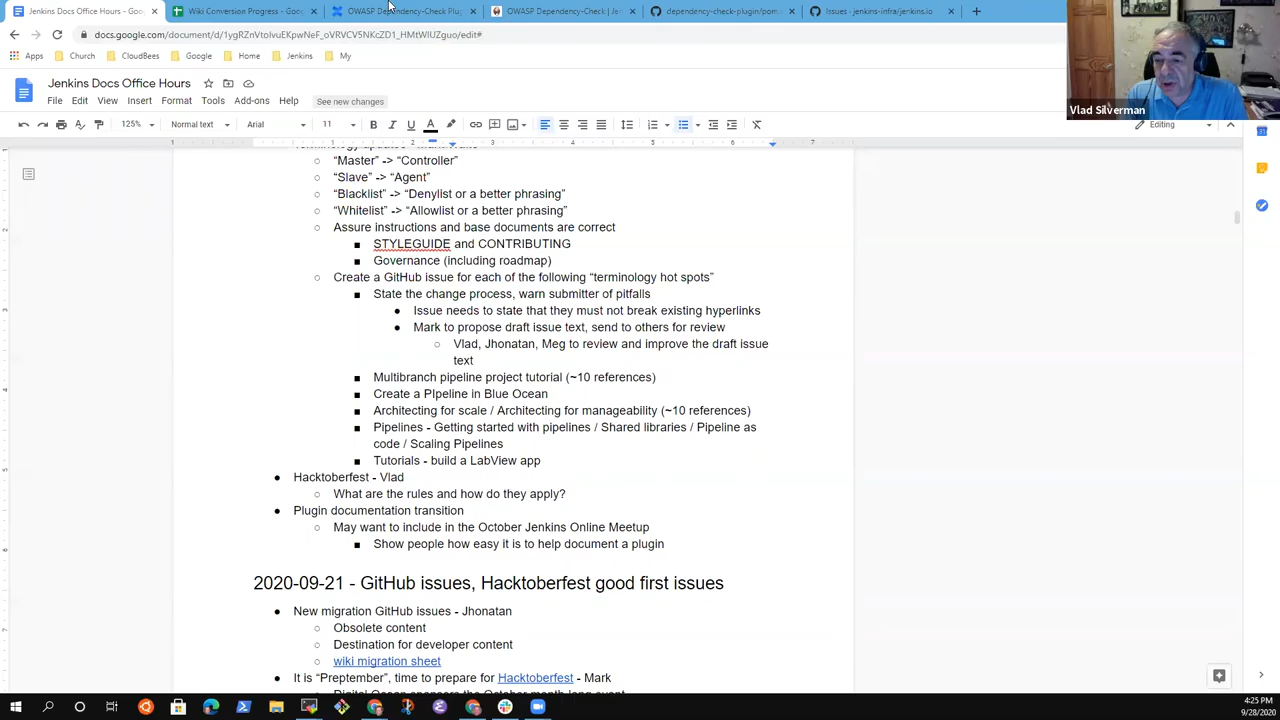 Jenkins Docs Office Hours - Goo
Wiki Conversion Progress - Goog
OWASP Dependency-Check Plug
OWASP Dependency-Check | Jen
dependency-check-plugin/pom.
Issues - jenkins-infra/jenkins.io
docs.google.com/document/d/
Apps
Church
CloudBees
Google
Home
Jenkins
My
Vlad Silverman
Jenkins Docs Office Hours
File Edit View Insert Format Tools Add-ons Help See new changes
125% Normal text Arial 11 Editing
“Master” -> “Controller”
“Slave” -> “Agent”
“Blacklist” -> “Denylist or a better phrasing”
“Whitelist” -> “Allowlist or a better phrasing”
Assure instructions and base documents are correct
STYLEGUIDE and CONTRIBUTING
Governance (including roadmap)
Create a GitHub issue for each of the following “terminology hot spots”
State the change process, warn submitter of pitfalls
Issue needs to state that they must not break existing hyperlinks
Mark to propose draft issue text, send to others for review
Vlad, Jhonatan, Meg to review and improve the draft issue
text
Multibranch pipeline project tutorial (~10 references)
Create a PIpeline in Blue Ocean
Architecting for scale / Architecting for manageability (~10 references)
Pipelines - Getting started with pipelines / Shared libraries / Pipeline as
code / Scaling Pipelines
Tutorials - build a LabView app
Hacktoberfest - Vlad
What are the rules and how do they apply?
Plugin documentation transition
May want to include in the October Jenkins Online Meetup
Show people how easy it is to help document a plugin
2020-09-21 - GitHub issues, Hacktoberfest good first issues
New migration GitHub issues - Jhonatan
Obsolete content
Destination for developer content
wiki migration sheet
It is “Preptember”, time to prepare for Hacktoberfest - Mark
4:25 PM
9/28/2020